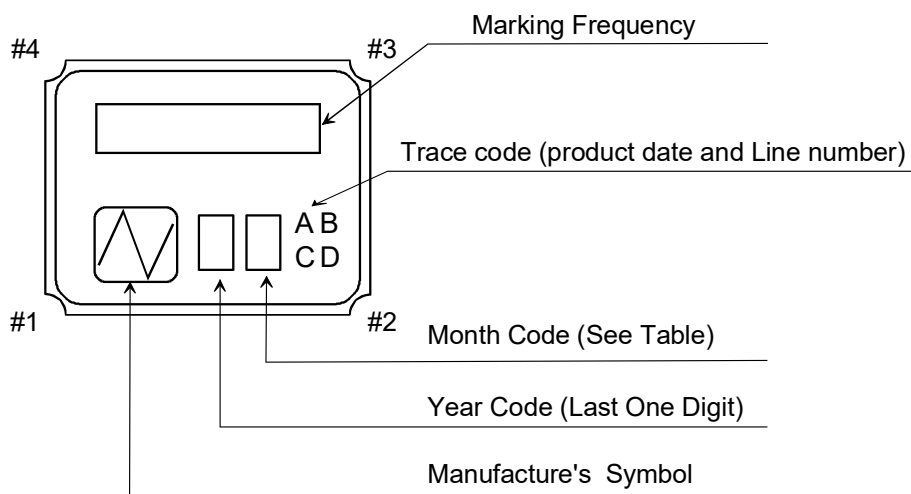 Marking Frequency
#4
#3
Trace code (product date and Line number)
A B
C D
#1
#2
Month Code (See Table)
Year Code (Last One Digit)
Manufacture's Symbol